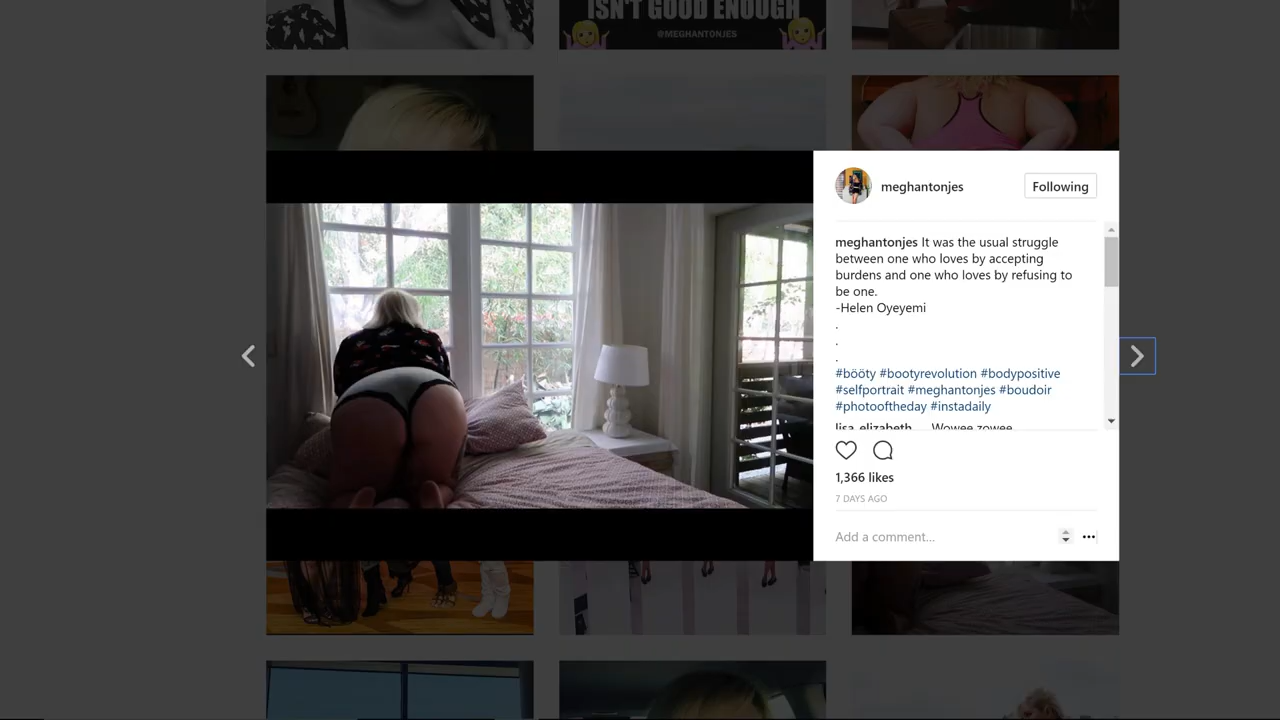 ISN'T GOOD ENOUGH
@MEGHANTONJES
meghantonjes
Following
meghantonjes It was the usual struggle
between one who loves by accepting
burdens and one who loves by refusing to
be one.
-Helen Oyeyemi
.
.
.
#bööty #bootyrevolution #bodypositive
#selfportrait #meghantonjes #boudoir
#photooftheday #instadaily
lisa_elizabeth__ Wowee zowee
1,366 likes
7 DAYS AGO
Add a comment...